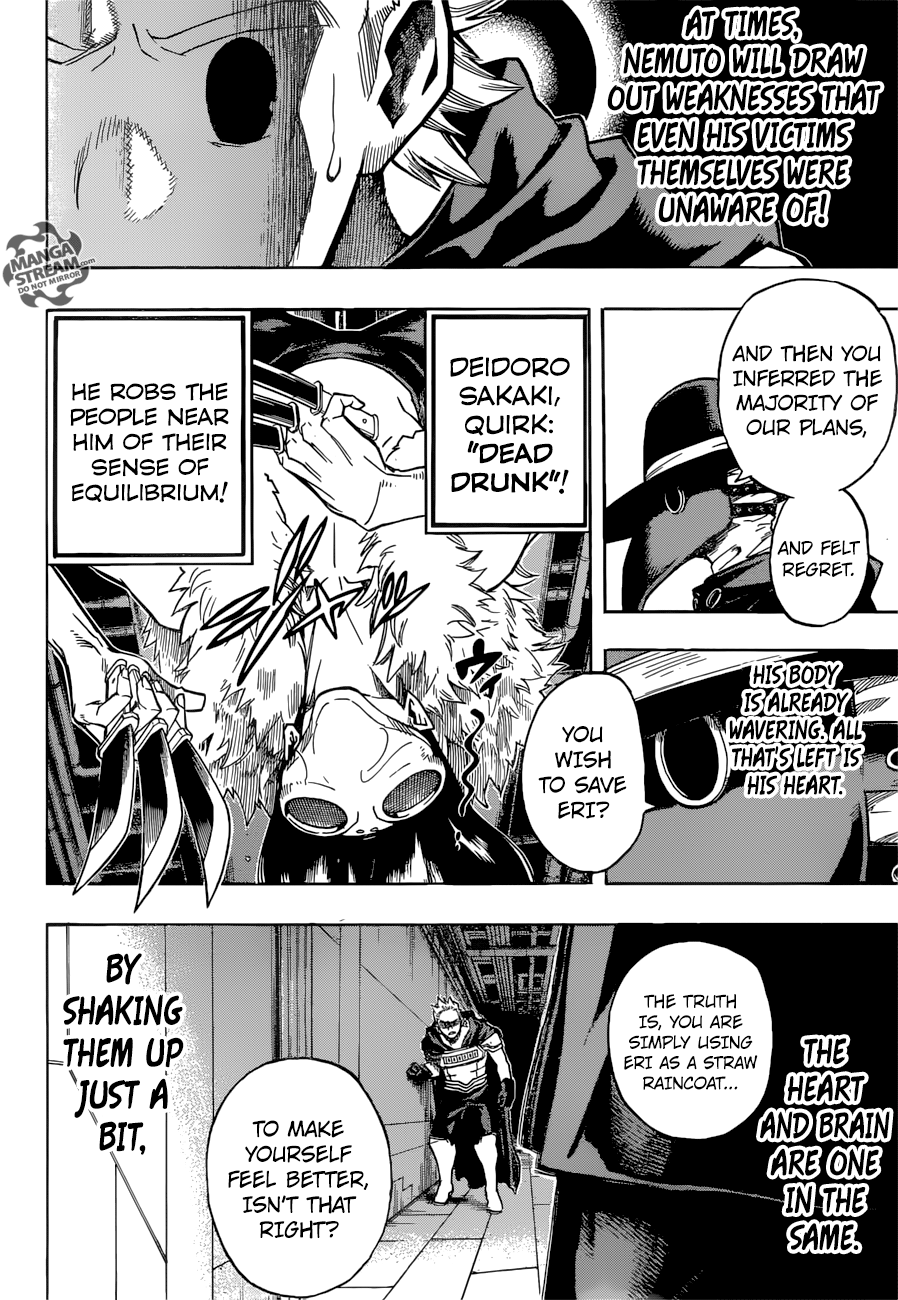 AT TIMES,
NEMUTO WILL DRAW
OUT WEAKNESSES THAT
EVEN HIS VICTIMS
THEMSELVES WERE
UNAWARE OF!
MANGA
STREAM.com
DO NOT MIRROR
AND THEN YOU
INFERRED THE
MAJORITY OF
OUR PLANS,
AND FELT
REGRET.
DEIDORO
SAKAKI,
QUIRK:
"DEAD
DRUNK"!
HE ROBS THE
PEOPLE NEAR
HIM OF THEIR
SENSE OF
EQUILIBRIUM!
HIS BODY
IS ALREADY
WAVERING. ALL
THAT'S LEFT IS
HIS HEART.
YOU
WISH
TO SAVE
ERI?
THE
HEART
AND BRAIN
ARE ONE
IN THE
SAME.
THE TRUTH
IS, YOU ARE
SIMPLY USING
ERI AS A STRAW
RAINCOAT...
TO MAKE
YOURSELF
FEEL BETTER,
ISN'T THAT
RIGHT?
BY
SHAKING
THEM UP
JUST A
BIT,